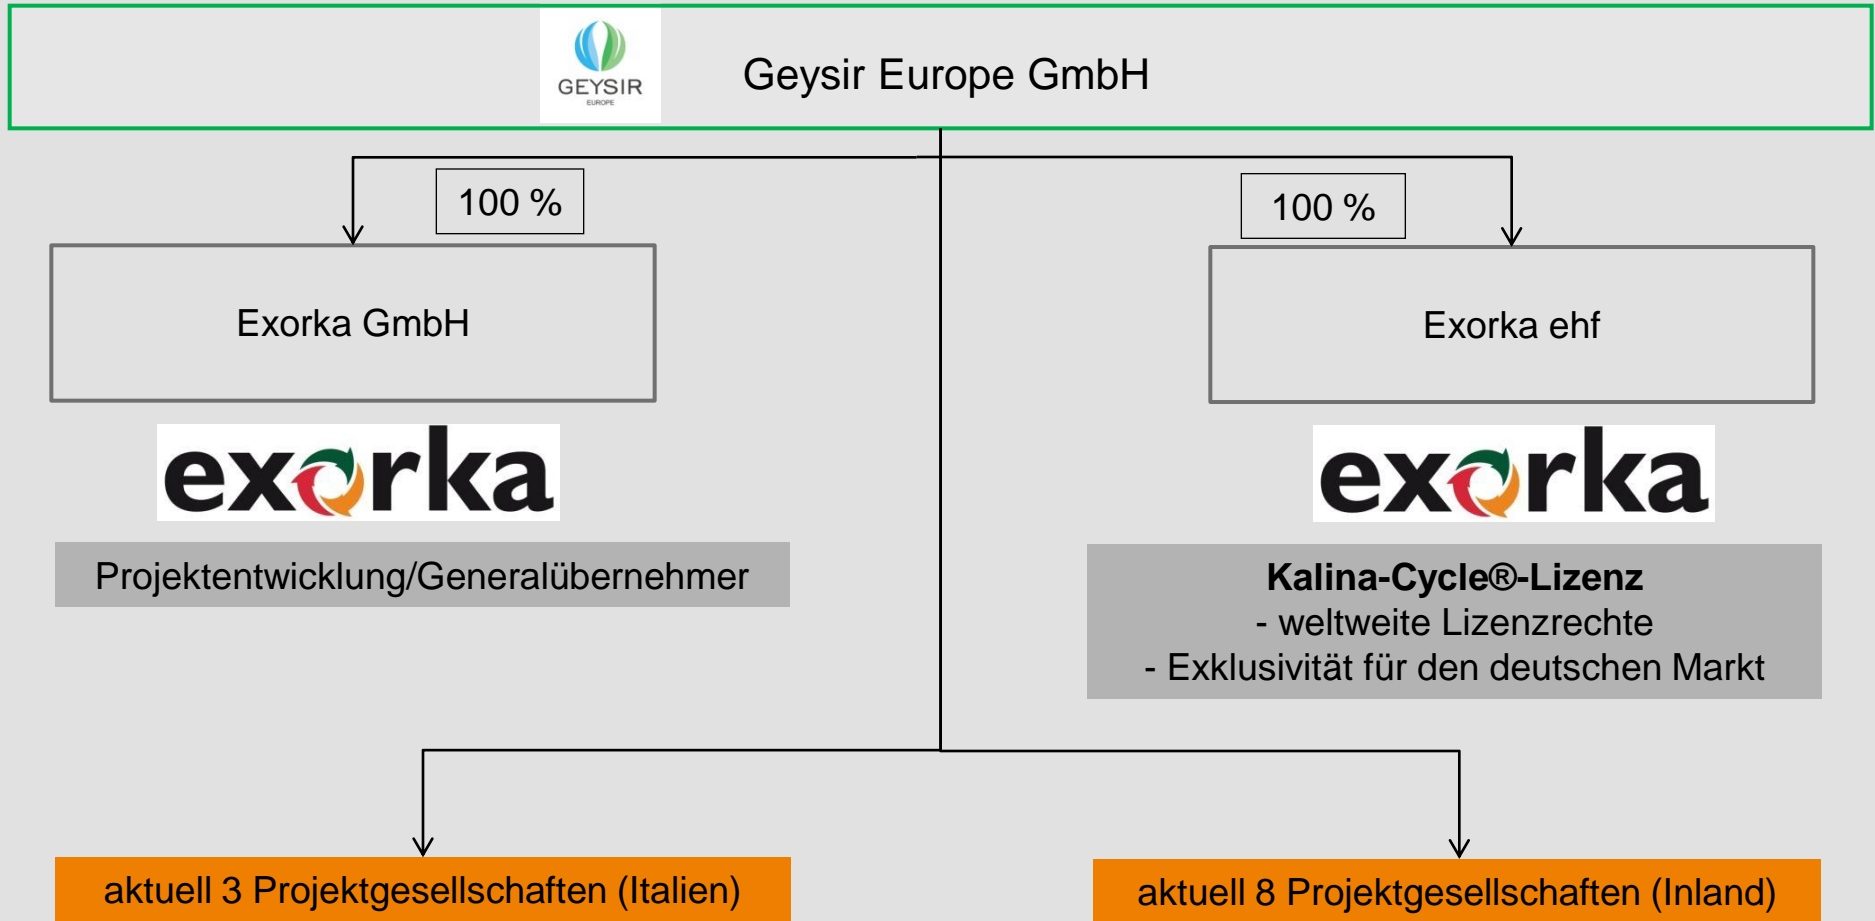 GEYSIR
EUROPE
Geysir Europe GmbH
100 %
100 %
Exorka GmbH
Exorka ehf
exorka
exorka
Projektentwicklung/Generalübernehmer
Kalina-Cycle®-Lizenz
- weltweite Lizenzrechte
- Exklusivität für den deutschen Markt
aktuell 3 Projektgesellschaften (Italien)
aktuell 8 Projektgesellschaften (Inland)